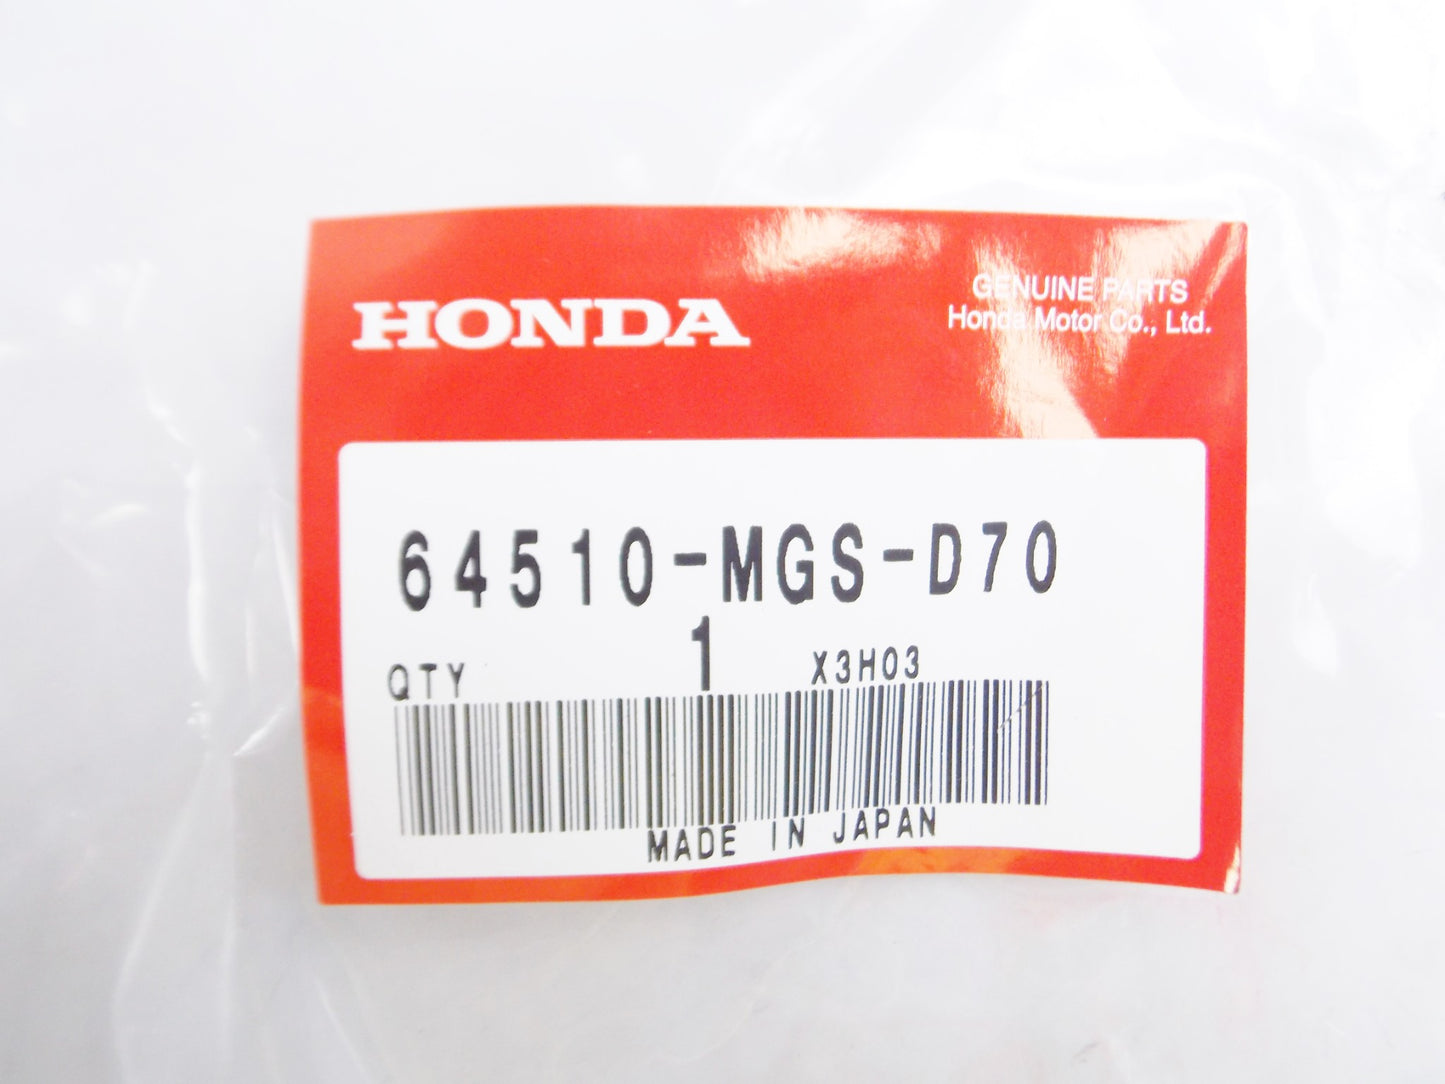 HONDA
GENUINE PARTS
Honda Motor Co., Ltd.
64510-MGS-D70
QTY 1 X3H03
MADE IN JAPAN